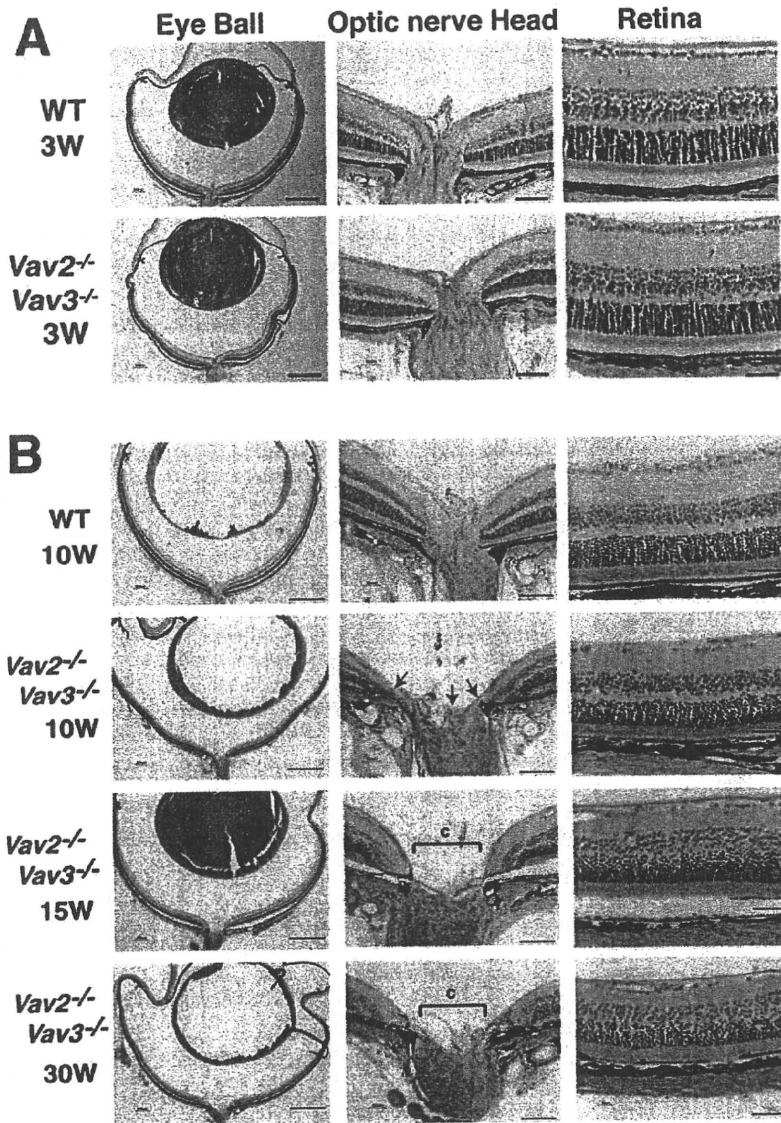 A
Eye Ball
Optic nerve Head
Retina
WT
3W
Vav2-/-
Vav3-/-
3W
B
WT
10W
Vav2-/-
Vav3-/-
10W
Vav2-/-
Vav3-/-
15W
c
Vav2-/-
Vav3-/-
30W
c